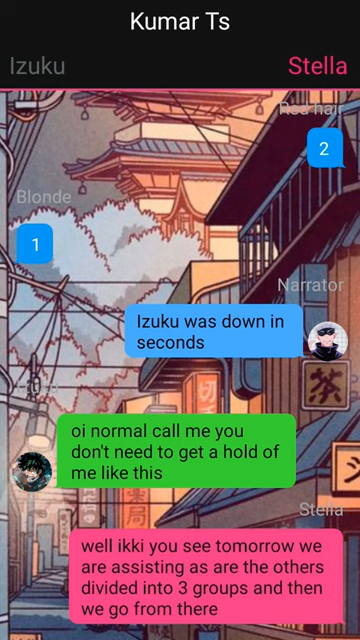 Kumar Ts
Izuku
Stella
Red hair
2
Blonde
1
Narrator
Izuku was down in
seconds
切
茶
oi normal call me you
don't need to get a hold of
me like this
Stella
well ikki you see tomorrow we
are assisting as are the others
divided into 3 groups and then
we go from there